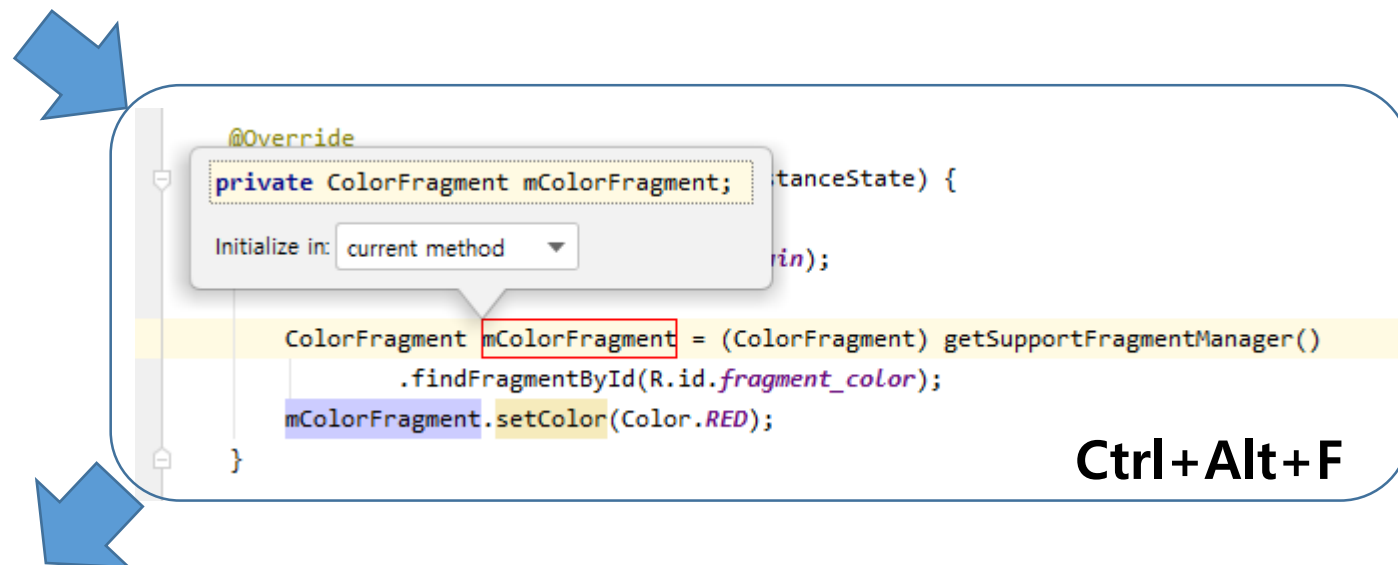 @Override
private ColorFragment mColorFragment;
tanceState) {
Initialize in: current method
in);
ColorFragment mColorFragment = (ColorFragment) getSupportFragmentManager()
.findFragmentById(R.id.fragment_color);
mColorFragment.setColor(Color.RED);
}
Ctrl+Alt+F